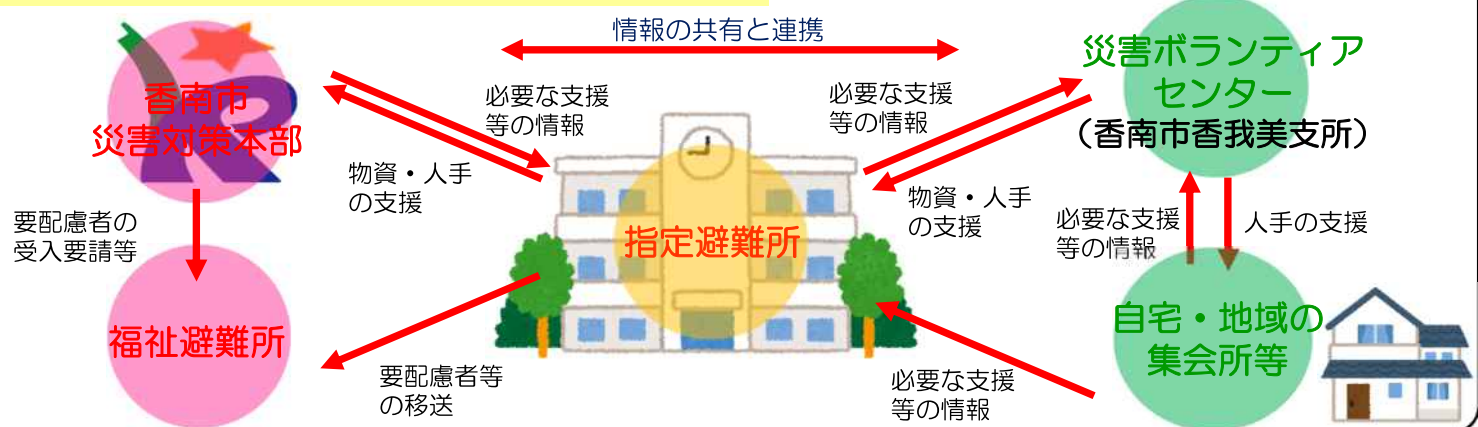 情報の共有と連携
香南市
災害対策本部
必要な支援
等の情報
物資・人手
の支援
要配慮者の
受入要請等
福祉避難所
要配慮者等
の移送
指定避難所
必要な支援
等の情報
物資・人手
の支援
災害ボランティア
センター
(香南市香我美支所)
必要な支援
等の情報
人手の支援
自宅・地域の
集会所等
必要な支援
等の情報